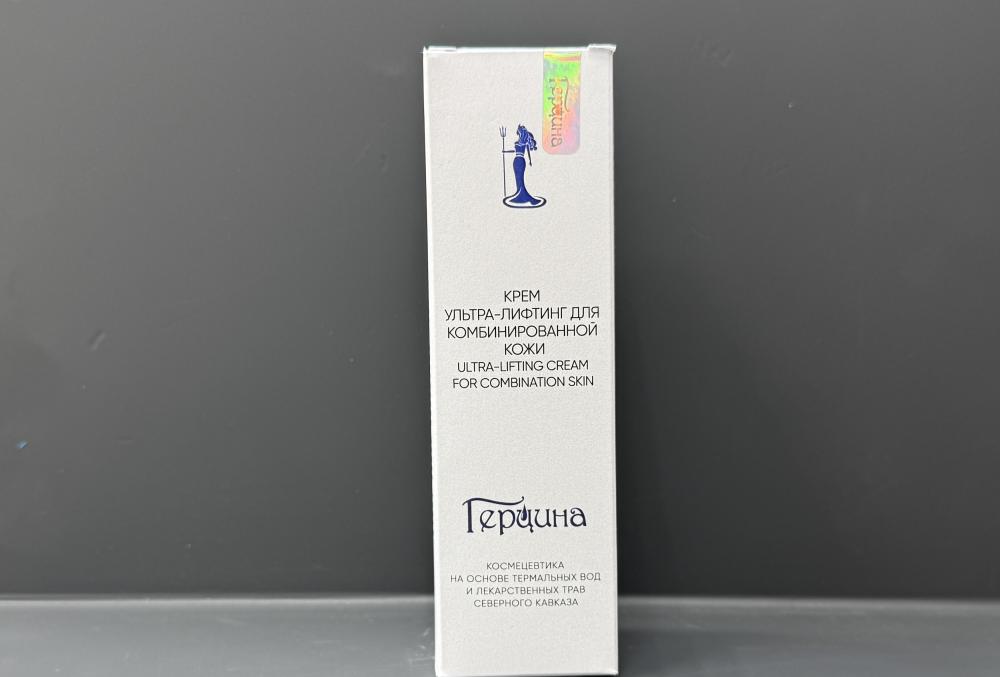 Герцина
КРЕМ
УЛЬТРА-ЛИФТИНГ ДЛЯ
КОМБИНИРОВАННОЙ
КОЖИ
ULTRA-LIFTING CREAM
FOR COMBINATION SKIN
Герцина
КОСМЕЦЕВТИКА
НА ОСНОВЕ ТЕРМАЛЬНЫХ ВОД
И ЛЕКАРСТВЕННЫХ ТРАВ
СЕВЕРНОГО КАВКАЗА